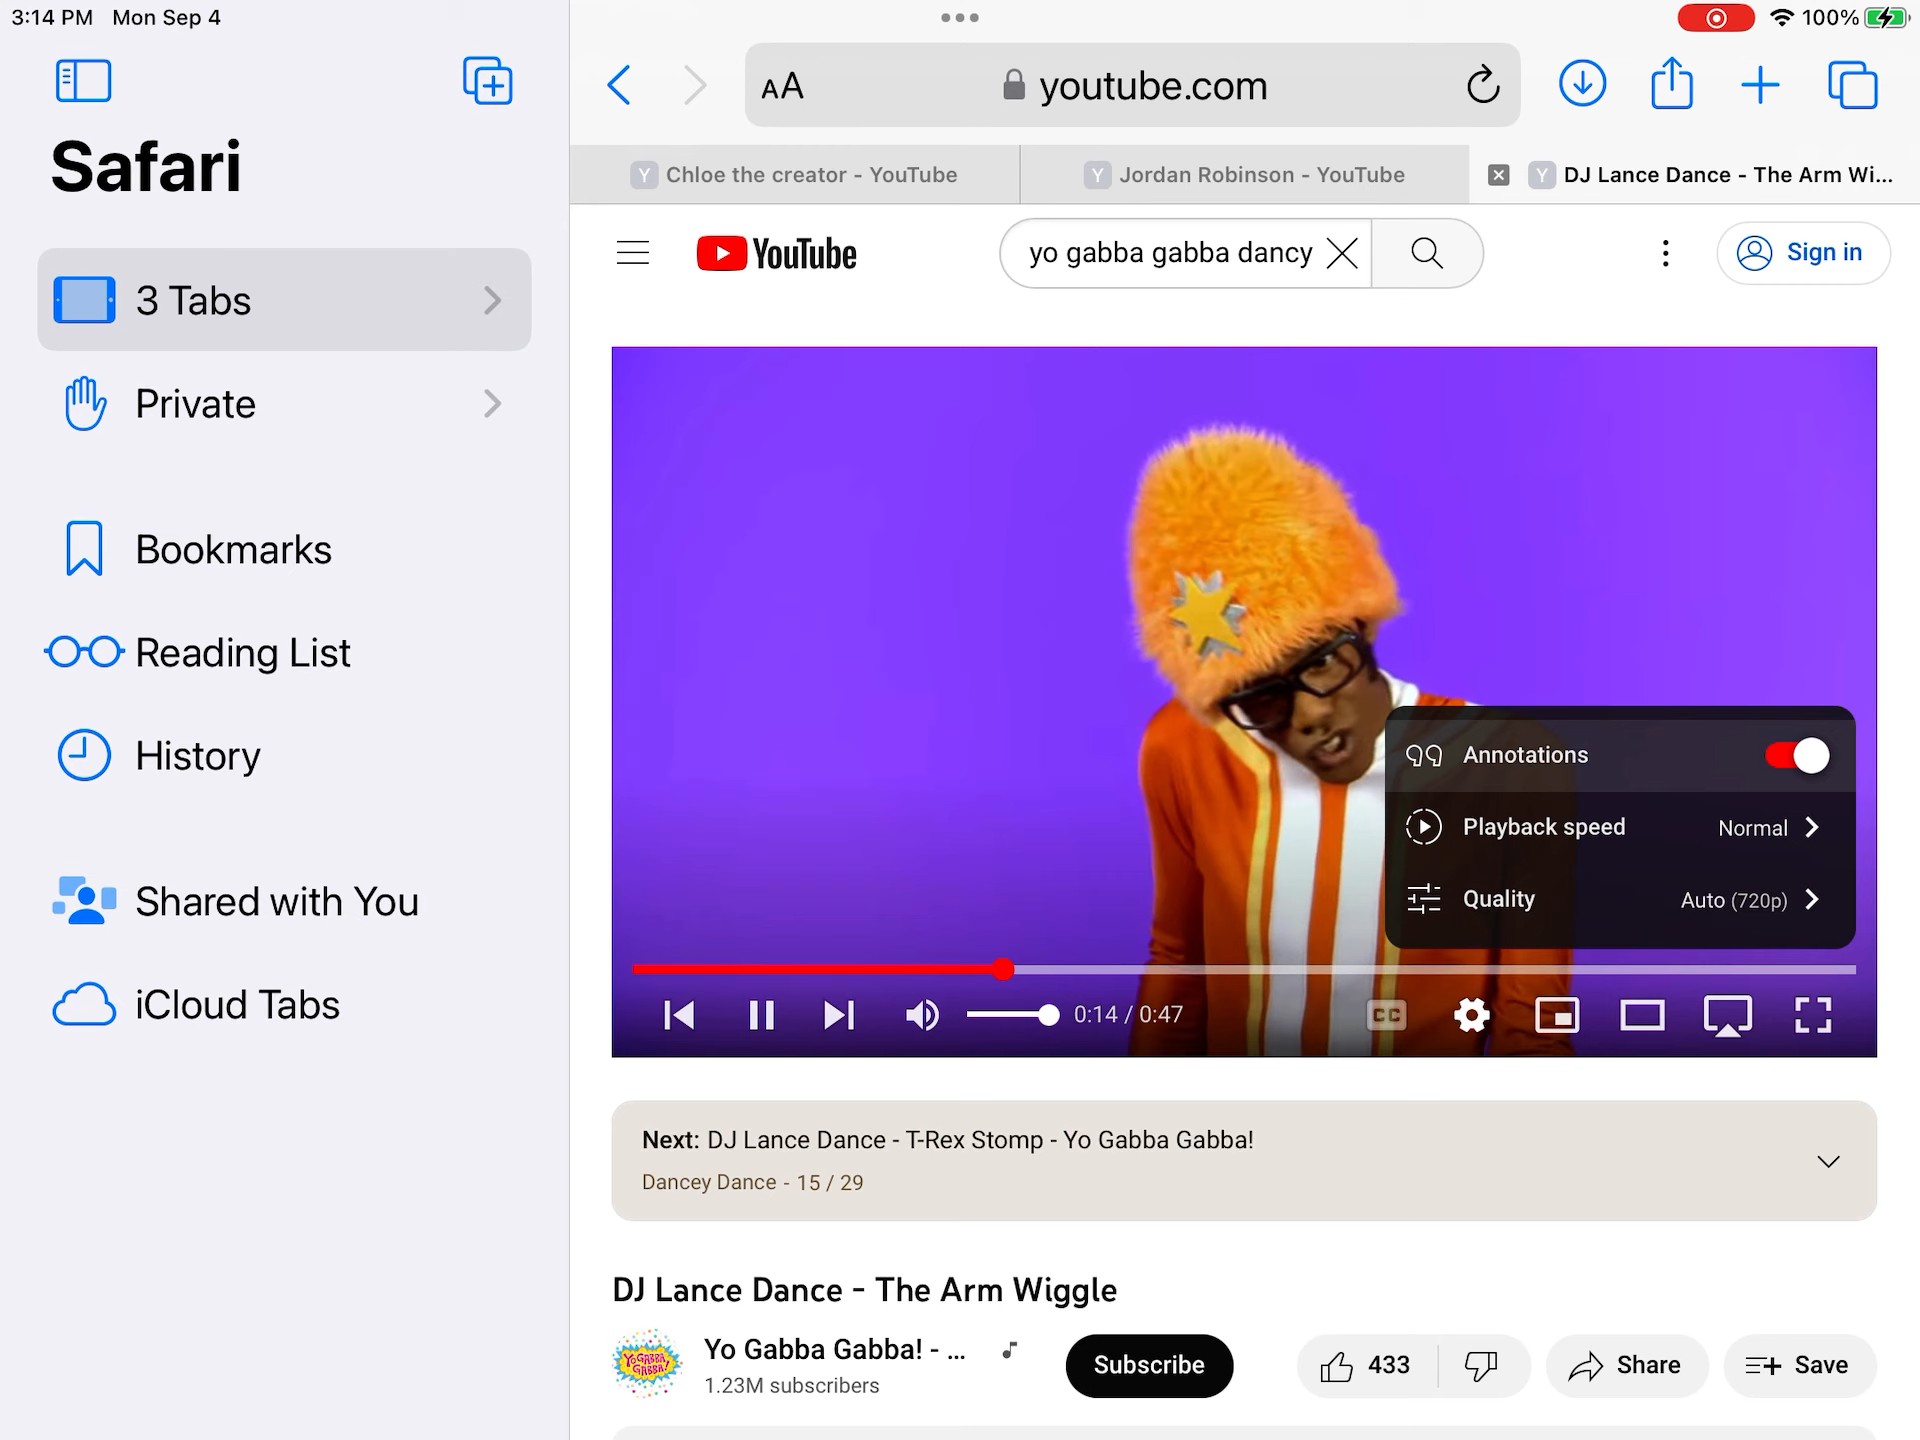 3:14 PM Mon Sep 4
100%
Safari
3 Tabs
Private
Bookmarks
Reading List
History
Shared with You
iCloud Tabs
AA
youtube.com
Y Chloe the creator - YouTube
Y Jordan Robinson - YouTube
Y DJ Lance Dance - The Arm Wi...
YouTube
yo gabba gabba dancy
Sign in
Annotations
Playback speed Normal
Quality Auto (720p)
0:14 / 0:47
CC
Next: DJ Lance Dance - T-Rex Stomp - Yo Gabba Gabba!
Dancey Dance - 15 / 29
DJ Lance Dance - The Arm Wiggle
YO GABBA GABBA!
Yo Gabba Gabba! - ...
1.23M subscribers
Subscribe
433
Share
Save